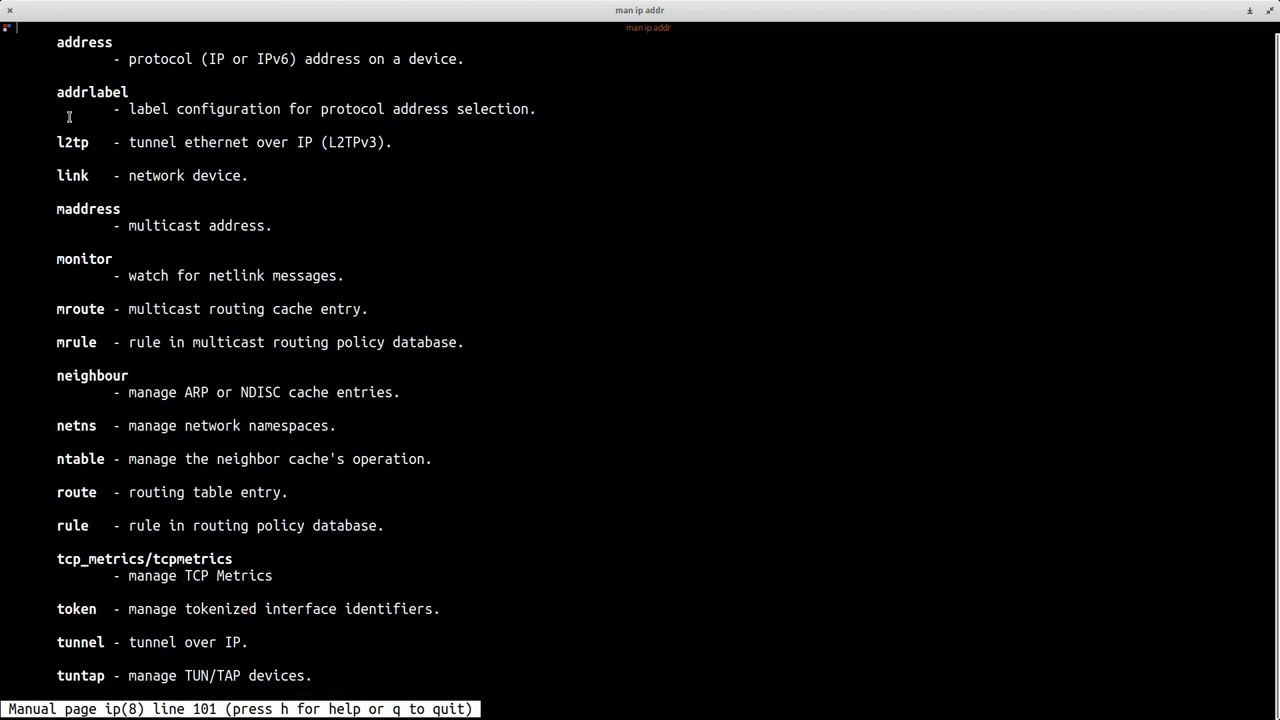 man ip addr
man ip addr
address
- protocol (IP or IPv6) address on a device.
addrlabel
- label configuration for protocol address selection.
l2tp - tunnel ethernet over IP (L2TPv3).
link - network device.
maddress
- multicast address.
monitor
- watch for netlink messages.
mroute - multicast routing cache entry.
mrule - rule in multicast routing policy database.
neighbour
- manage ARP or NDISC cache entries.
netns - manage network namespaces.
ntable - manage the neighbor cache's operation.
route - routing table entry.
rule - rule in routing policy database.
tcp_metrics/tcpmetrics
- manage TCP Metrics
token - manage tokenized interface identifiers.
tunnel - tunnel over IP.
tuntap - manage TUN/TAP devices.
Manual page ip(8) line 101 (press h for help or q to quit)